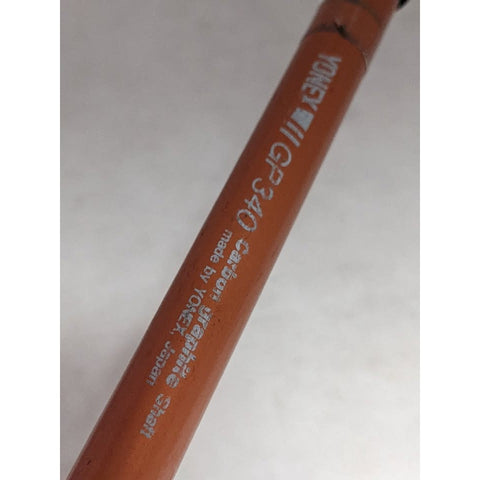 YONEX // GP340 Carbon graphite Shaft
made by YONEX, Japan